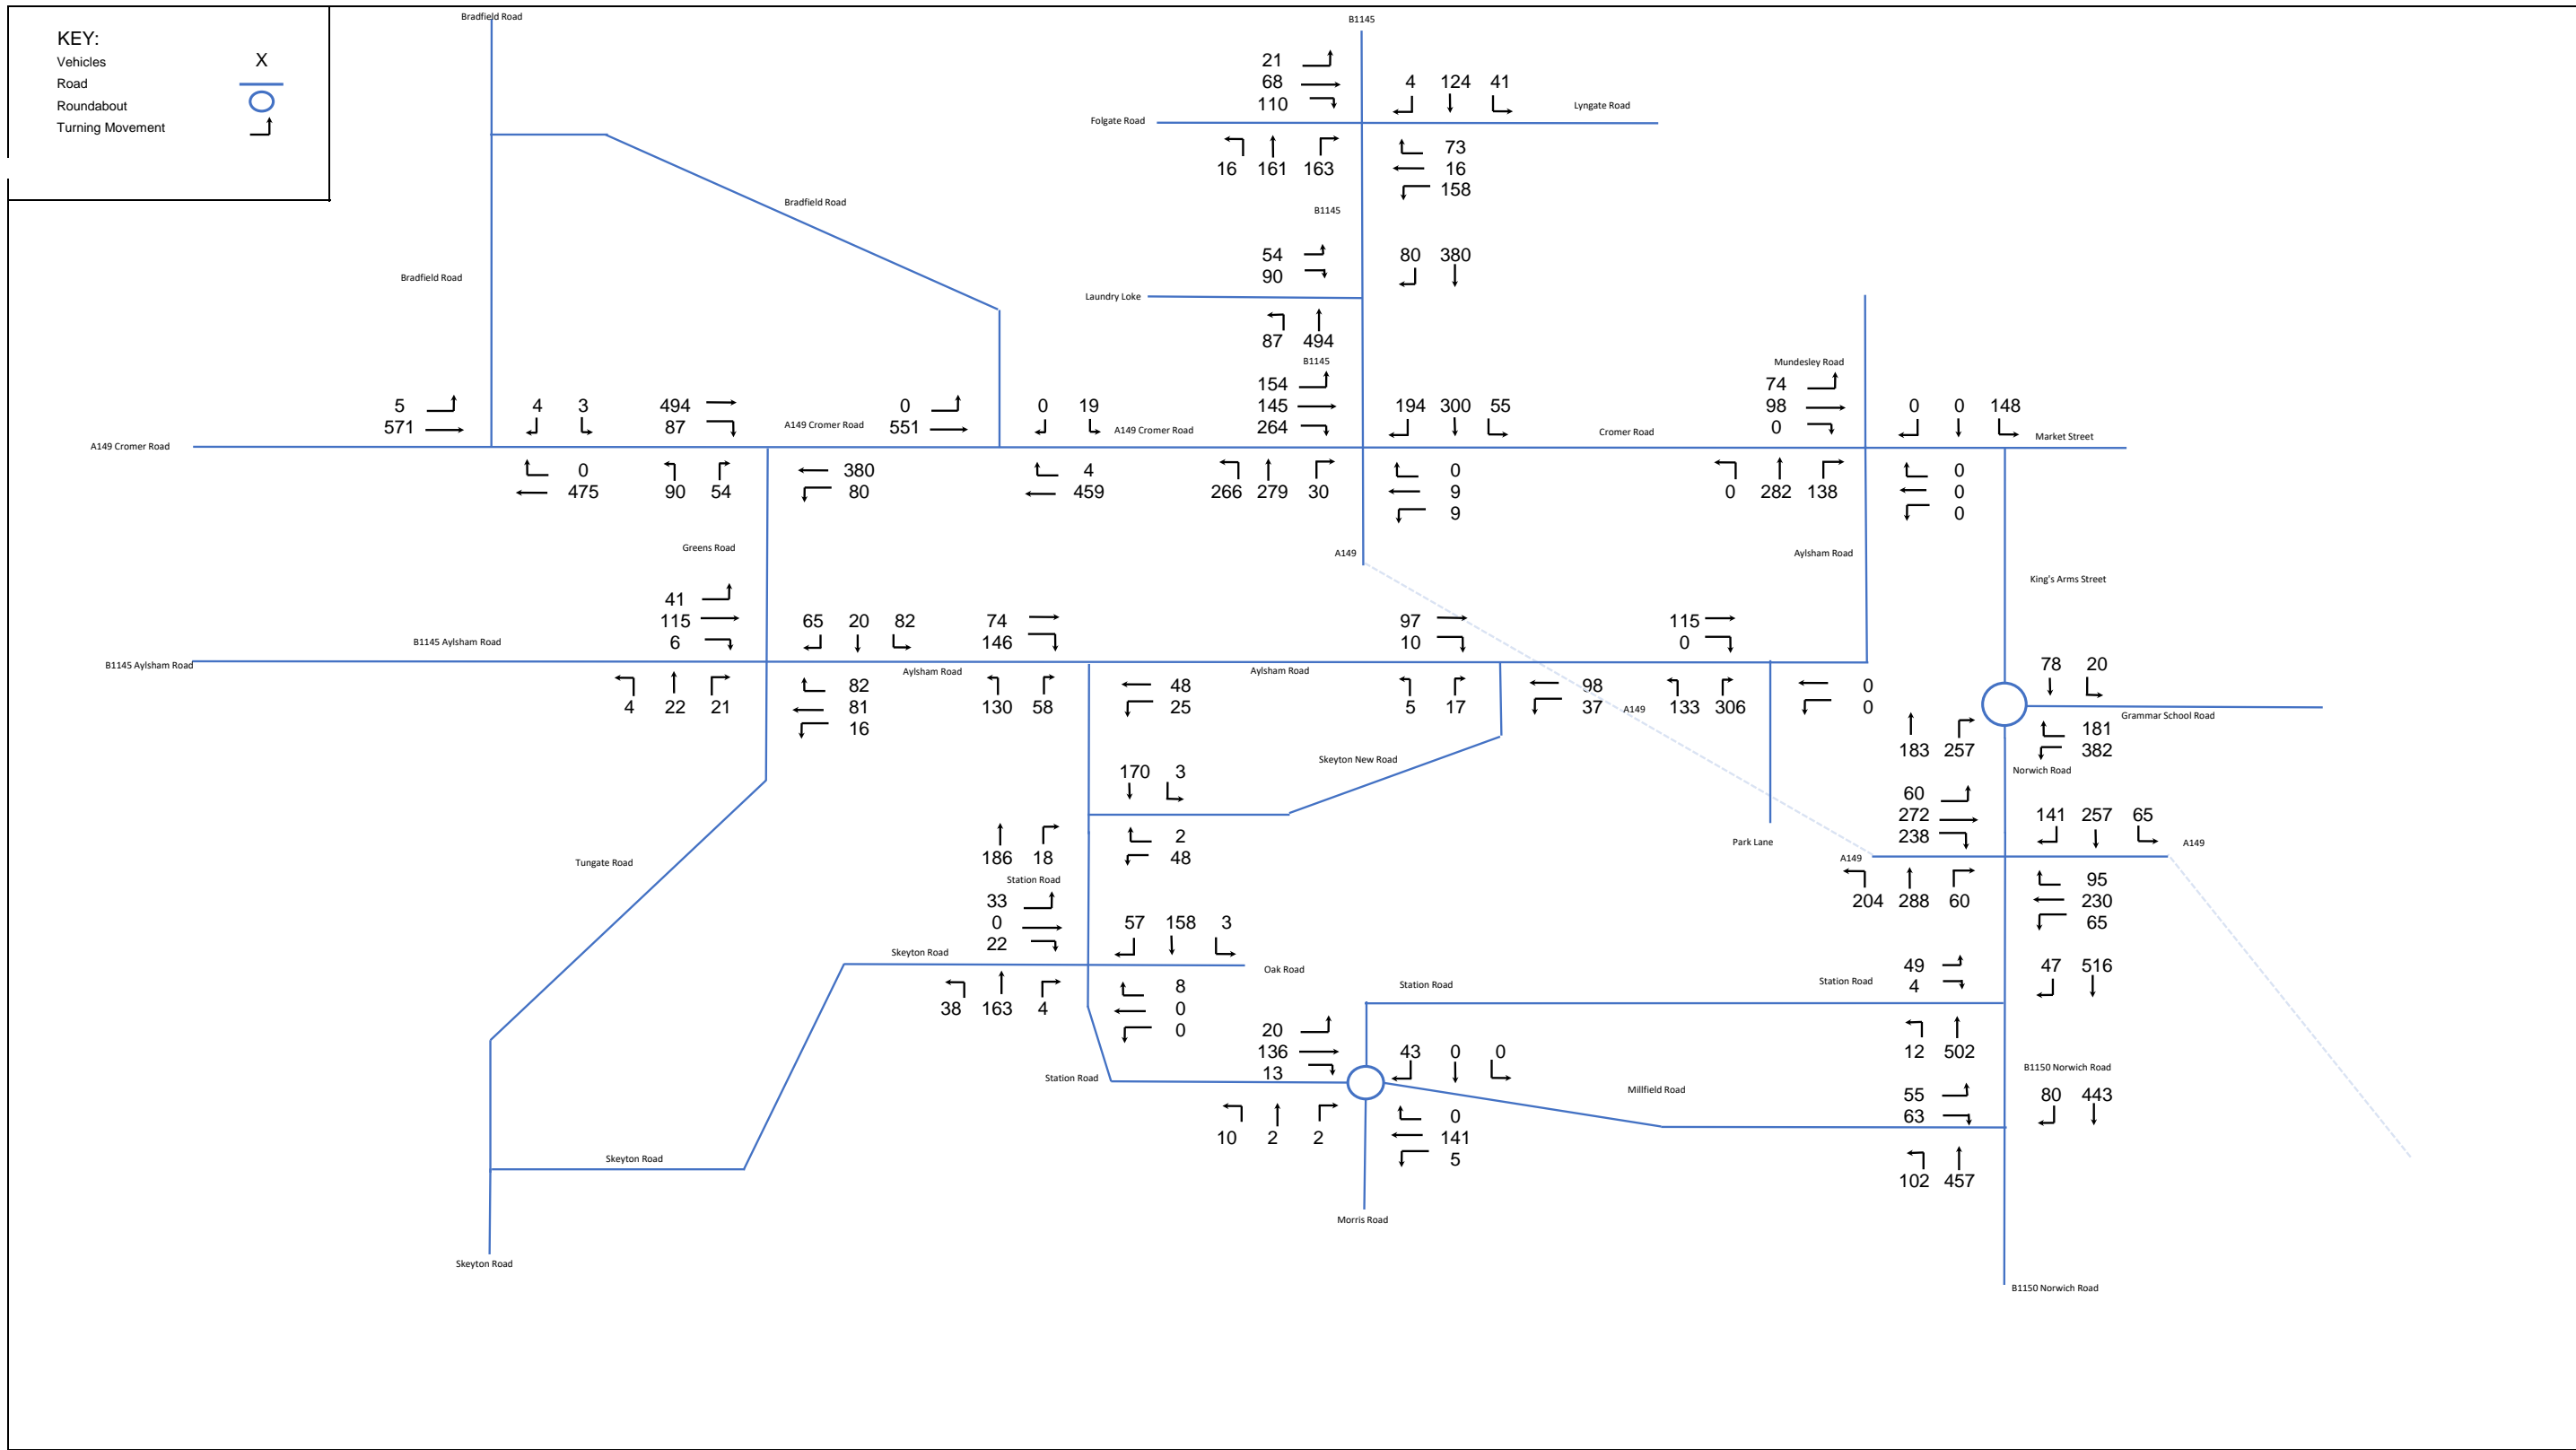 Bradfield Road
B1145
KEY:
Vehicles X
Road
Roundabout
Turning Movement
21
68
110
4 124 41
Lyngate Road
Folgate Road
16 161 163
73
16
158
Bradfield Road
B1145
54
90
80 380
Bradfield Road
Laundry Loke
87 494
B1145
Mundesley Road
154
145
264
74
98
0
5
571
4 3
494
87
A149 Cromer Road
0
551
0 19
A149 Cromer Road
194 300 55
Cromer Road
0 0 148
Market Street
A149 Cromer Road
0
475
90 54
380
80
4
459
266 279 30
0
9
9
0 282 138
0
0
0
Greens Road
A149
Aylsham Road
King's Arms Street
41
115
6
B1145 Aylsham Road
65 20 82
74
146
97
10
115
0
B1145 Aylsham Road
Aylsham Road
Aylsham Road
78 20
4 22 21
82
81
16
130 58
48
25
5 17
98
37
A149
133 306
0
0
Grammar School Road
183 257
181
382
Skeyton New Road
Norwich Road
170 3
60
272
238
141 257 65
2
48
186 18
Tungate Road
Park Lane
A149
A149
Station Road
33
0
22
204 288 60
95
230
65
57 158 3
Skeyton Road
Oak Road
38 163 4
8
0
0
Station Road
Station Road
49
4
47 516
12 502
20
136
13
43 0 0
Station Road
Millfield Road
B1150 Norwich Road
55
63
80 443
10 2 2
0
141
5
Skeyton Road
102 457
Morris Road
Skeyton Road
B1150 Norwich Road